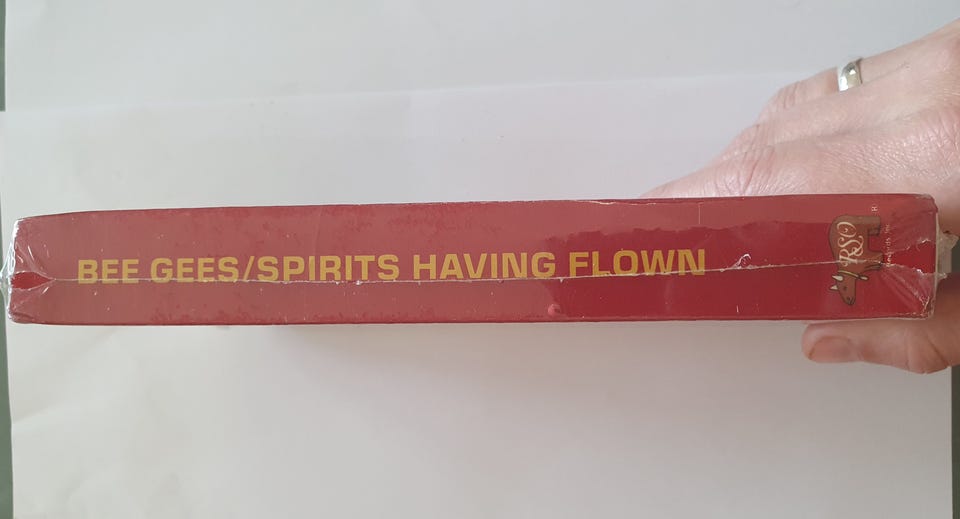 BEE GEES/SPIRITS HAVING FLOWN
RSO